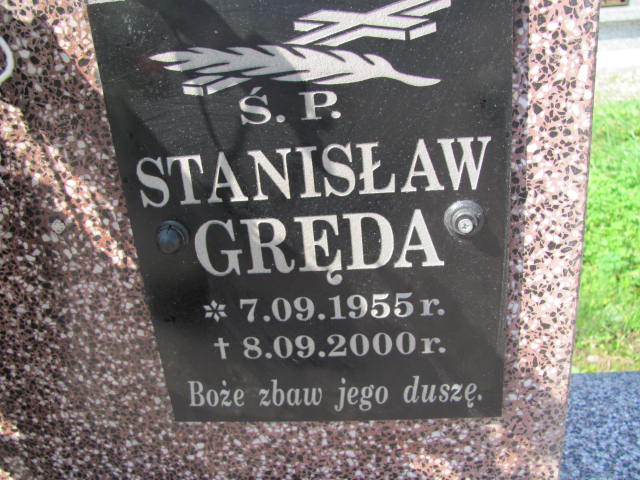 Ś. P.
STANISŁAW
GRĘDA
* 7.09.1955 r.
† 8.09.2000 r.
Boże zbaw jego duszę.